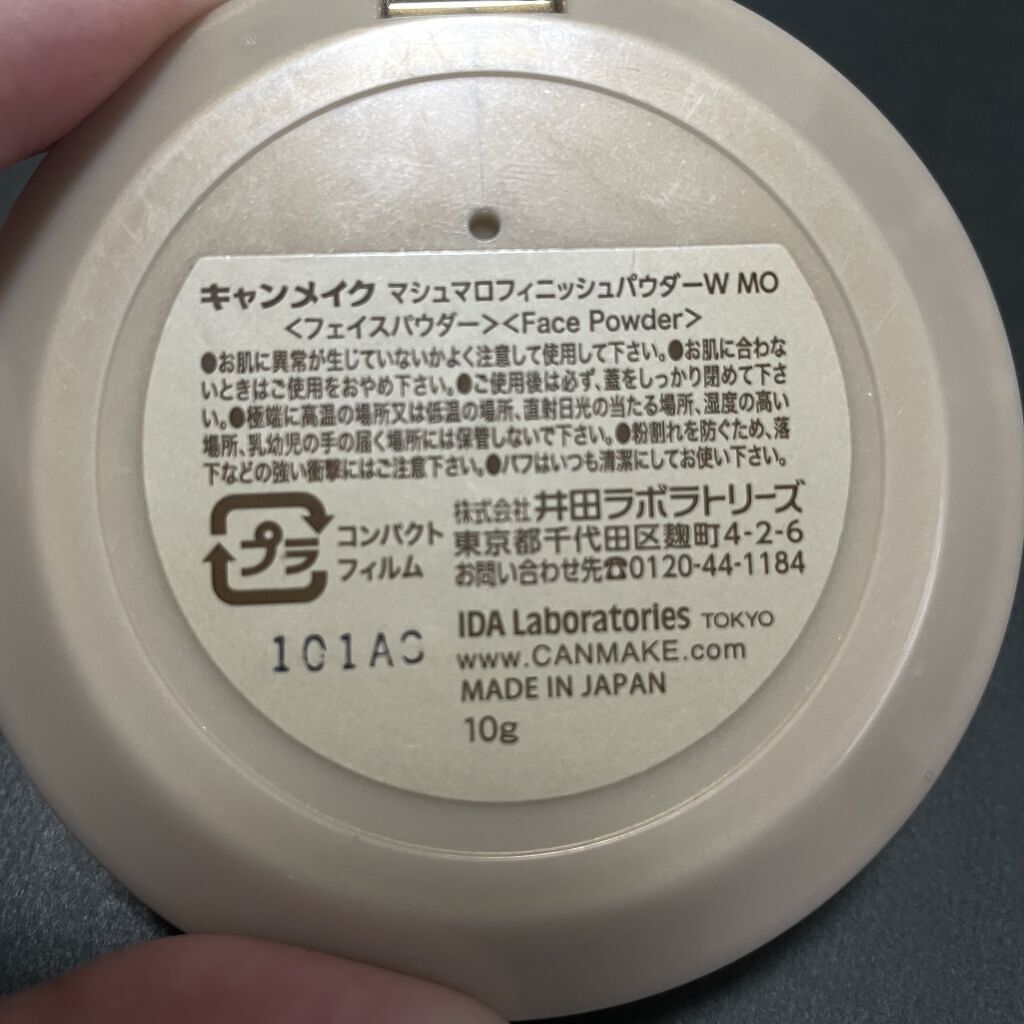 キャンメイク マシュマロフィニッシュパウダーW MO
<フェイスパウダー><Face Powder>
●お肌に異常が生じていないかよく注意して使用して下さい。●お肌に合わな
いときはご使用をおやめ下さい。●ご使用後は必ず、蓋をしっかり閉めて下さ
い。●極端に高温の場所又は低温の場所、直射日光の当たる場所、湿度の高い
場所、乳幼児の手の届く場所には保管しないで下さい。●粉割れを防ぐため、落
下などの強い衝撃にはご注意下さい。●パフはいつも清潔にしてお使い下さい。
プラ
コンパクト
フィルム
株式会社 井田ラボラトリーズ
東京都千代田区麹町4-2-6
お問い合わせ先☎0120-44-1184
IDA Laboratories TOKYO
www.CANMAKE.com
MADE IN JAPAN
10g